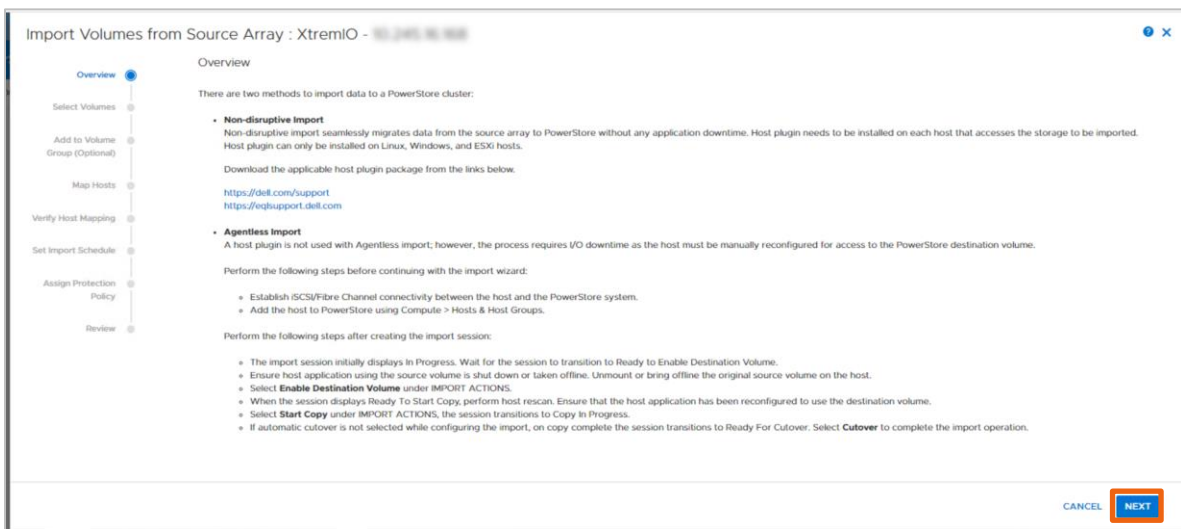 Import Volumes from Source Array : XtremIO -
Overview
Select Volumes
Add to Volume
Group (Optional)
Map Hosts
Verify Host Mapping
Set Import Schedule
Assign Protection
Policy
Review
Overview
There are two methods to import data to a PowerStore cluster:
• Non-disruptive Import
Non-disruptive import seamlessly migrates data from the source array to PowerStore without any application downtime. Host plugin needs to be installed on each host that accesses the storage to be imported.
Host plugin can only be installed on Linux, Windows, and ESXi hosts.
Download the applicable host plugin package from the links below.
https://dell.com/support
https://eqlsupport.dell.com
• Agentless Import
A host plugin is not used with Agentless import; however, the process requires I/O downtime as the host must be manually reconfigured for access to the PowerStore destination volume.
Perform the following steps before continuing with the import wizard:
Establish iSCSI/Fibre Channel connectivity between the host and the PowerStore system.
Add the host to PowerStore using Compute > Hosts & Host Groups.
Perform the following steps after creating the import session:
The import session initially displays In Progress. Wait for the session to transition to Ready to Enable Destination Volume.
Ensure host application using the source volume is shut down or taken offline. Unmount or bring offline the original source volume on the host.
Select Enable Destination Volume under IMPORT ACTIONS.
When the session displays Ready To Start Copy, perform host rescan. Ensure that the host application has been reconfigured to use the destination volume.
Select Start Copy under IMPORT ACTIONS, the session transitions to Copy In Progress.
If automatic cutover is not selected while configuring the import, on copy complete the session transitions to Ready For Cutover. Select Cutover to complete the import operation.
CANCEL
NEXT